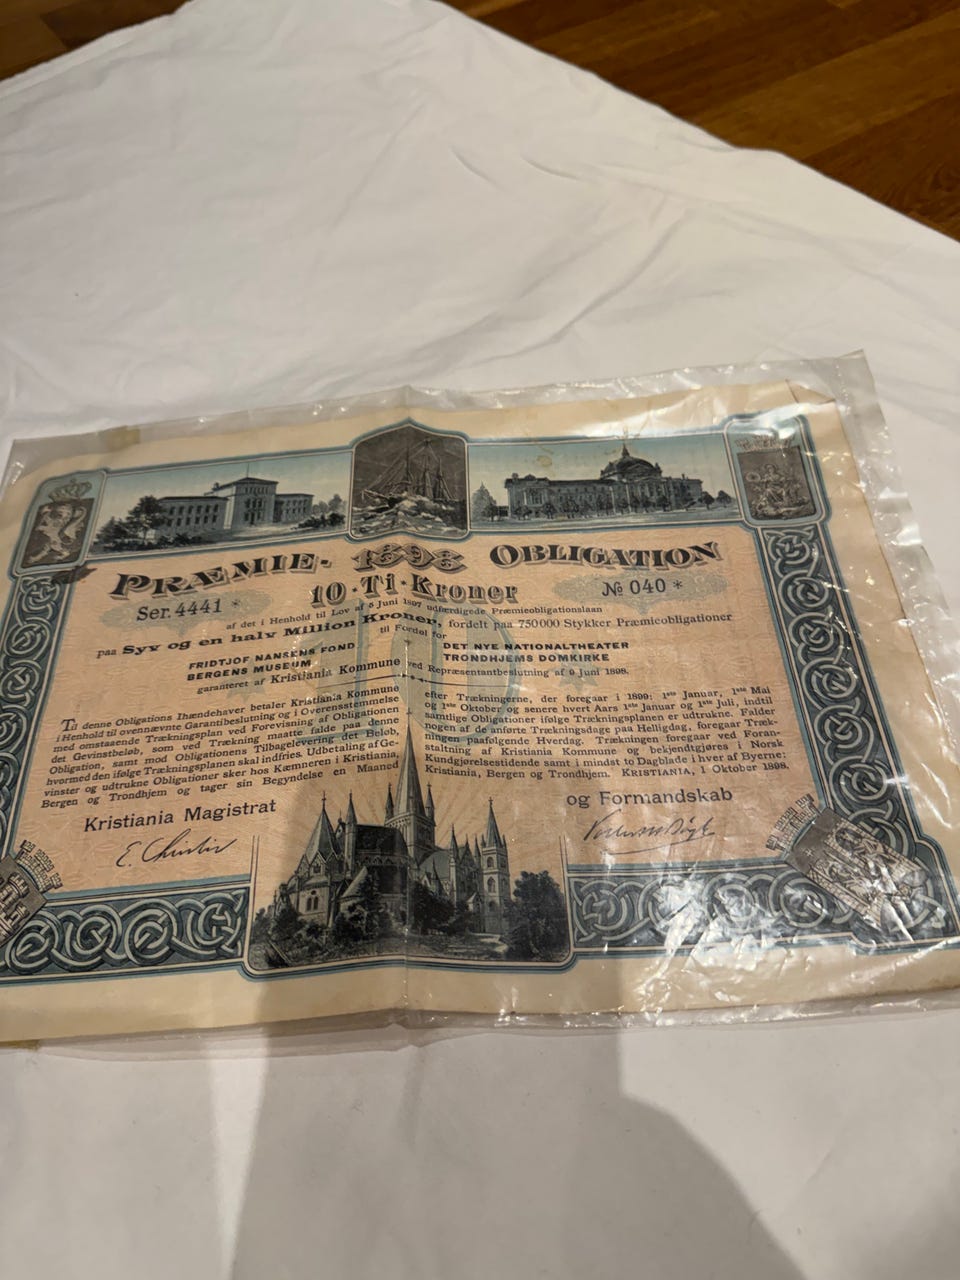 PRÆMIE- 1898 OBLIGATION
10 · Ti · Kroner
Ser. 4441 * № 040 *
af det i Henhold til Lov af 5 Juni 1897 udfærdigede Præmieobligationslaan
paa Syv og en halv Million Kroner, fordelt paa 750000 Stykker Præmieobligationer
til Fordel for
FRIDTJOF NANSENS FOND DET NYE NATIONALTHEATER
BERGENS MUSEUM TRONDHJEMS DOMKIRKE
garanteret af Kristiania Kommune ved Repræsentantbeslutning af 9 Juni 1898.
Til denne Obligations Ihændehaver betaler Kristiania Kommune
i Henhold til ovennævnte Garantibeslutning og i Overensstemmelse
med omstaaende Trækningsplan ved Forevisning af Obligationen
det Gevinstbeløb, som ved Trækning maatte falde paa denne
Obligation, samt mod Obligationens Tilbagelevering det Beløb,
hvormed den ifølge Trækningsplanen skal indfries. Udbetaling af Ge-
vinster og udtrukne Obligationer sker hos Kæmneren i Kristiania,
Bergen og Trondhjem og tager sin Begyndelse en Maaned
efter Trækningerne, der foregaar i 1899: 1ste Januar, 1ste Mai
og 1ste Oktober og senere hvert Aars 1ste Januar og 1ste Juli, indtil
samtlige Obligationer ifølge Trækningsplanen er udtrukne. Falder
nogen af de anførte Trækningsdage paa Helligdag, foregaar Træk-
ningen paafølgende Hverdag. Trækningen foregaar ved Foran-
staltning af Kristiania Kommune og bekjendtgjøres i Norsk
Kundgjørelsestidende samt i mindst to Dagblade i hver af Byerne:
Kristiania, Bergen og Trondhjem. KRISTIANIA, 1 Oktober 1898.
Kristiania Magistrat og Formandskab